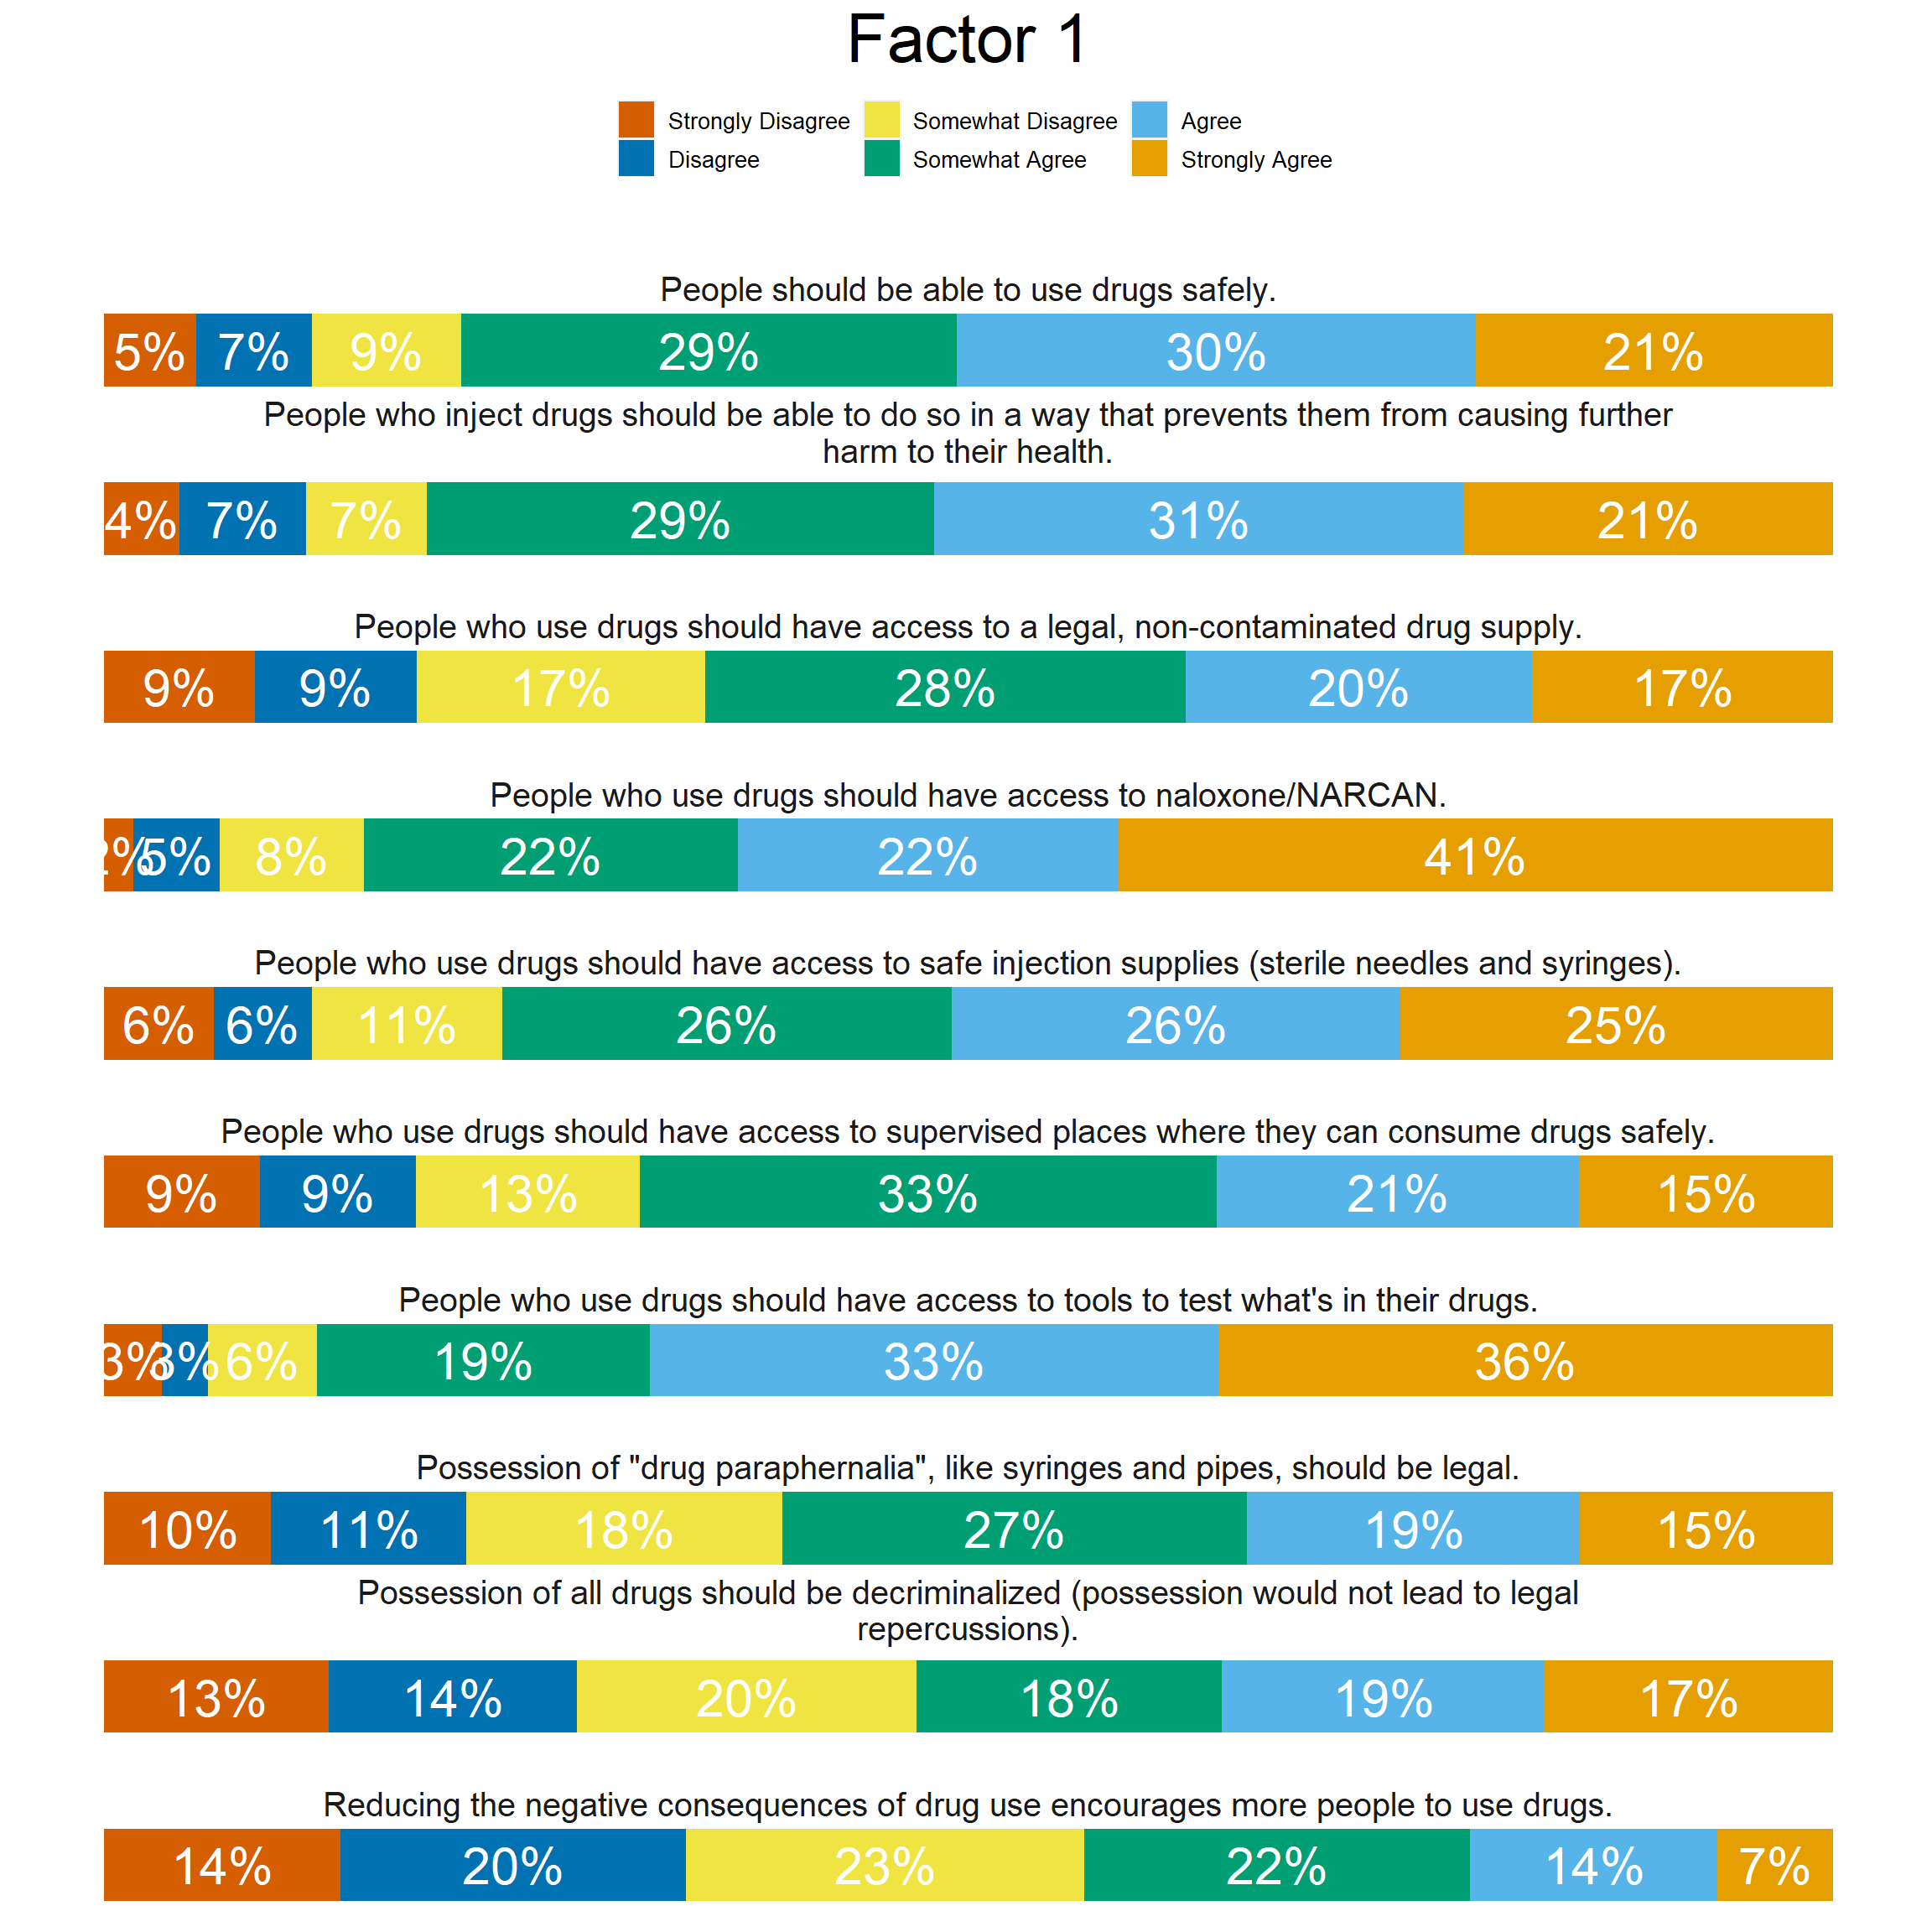 Factor 1
Strongly Disagree Somewhat Disagree Agree
Disagree Somewhat Agree Strongly Agree
People should be able to use drugs safely.
5% 7% 9% 29% 30% 21%
People who inject drugs should be able to do so in a way that prevents them from causing further
harm to their health.
4% 7% 7% 29% 31% 21%
People who use drugs should have access to a legal, non-contaminated drug supply.
9% 9% 17% 28% 20% 17%
People who use drugs should have access to naloxone/NARCAN.
2% 5% 8% 22% 22% 41%
People who use drugs should have access to safe injection supplies (sterile needles and syringes).
6% 6% 11% 26% 26% 25%
People who use drugs should have access to supervised places where they can consume drugs safely.
9% 9% 13% 33% 21% 15%
People who use drugs should have access to tools to test what's in their drugs.
3% 3% 6% 19% 33% 36%
Possession of "drug paraphernalia", like syringes and pipes, should be legal.
10% 11% 18% 27% 19% 15%
Possession of all drugs should be decriminalized (possession would not lead to legal
repercussions).
13% 14% 20% 18% 19% 17%
Reducing the negative consequences of drug use encourages more people to use drugs.
14% 20% 23% 22% 14% 7%